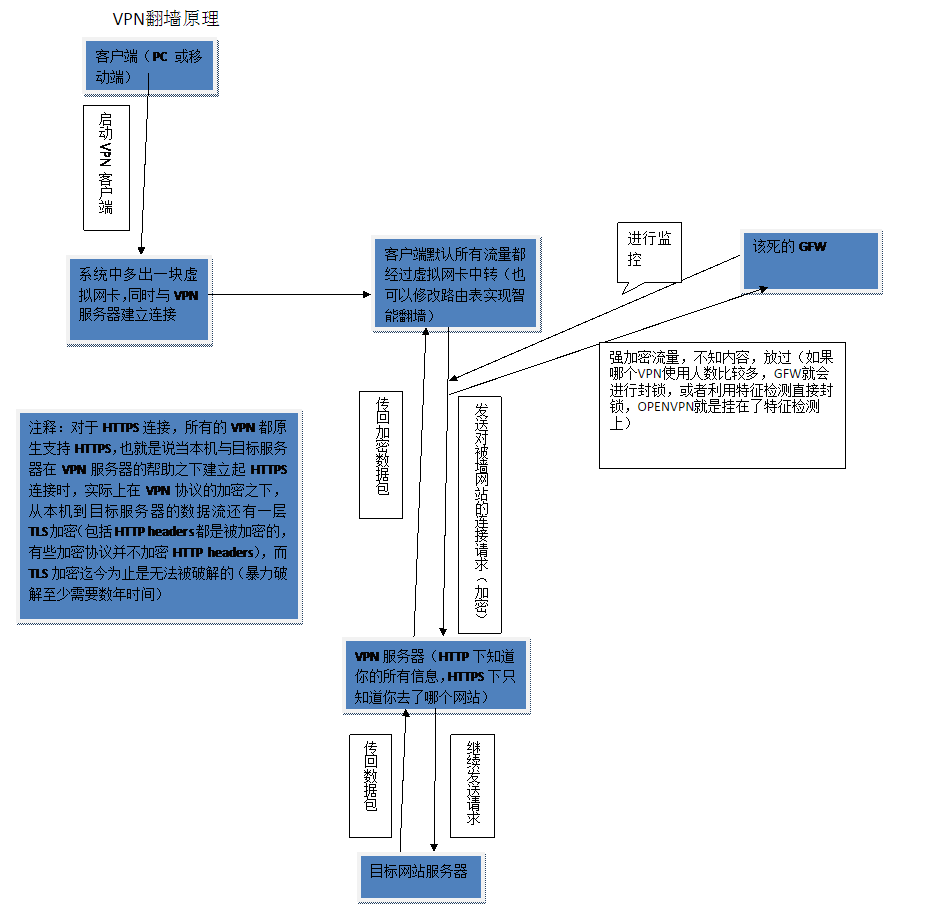 VPN翻墙原理
客户端（PC 或移
动端）
启动VPN 客户端
系统中多出一块虚
拟网卡，同时与 VPN
服务器建立连接
客户端默认所有流量都
经过虚拟网卡中转（也
可以修改路由表实现智
能翻墙）
进行监
控
该死的 GFW
强加密流量，不知内容，放过（如果
哪个VPN使用人数比较多，GFW就会
进行封锁，或者利用特征检测直接封
锁，OPENVPN就是挂在了特征检测
上）
传回加密数据包
发送对被墙网站的连接请求（加密）
注释：对于 HTTPS 连接，所有的 VPN 都原
生支持 HTTPS，也就是说当本机与目标服务
器在 VPN 服务器的帮助之下建立起 HTTPS
连接时，实际上在 VPN 协议的加密之下，
从本机到目标服务器的数据流还有一层
TLS 加密（包括 HTTP headers 都是被加密的，
有些加密协议并不加密 HTTP headers），而
TLS 加密迄今为止是无法被破解的（暴力破
解至少需要数年时间）
VPN 服务器（HTTP 下知道
你的所有信息，HTTPS 下只
知道你去了哪个网站）
传回数据包
继续发送请求
目标网站服务器